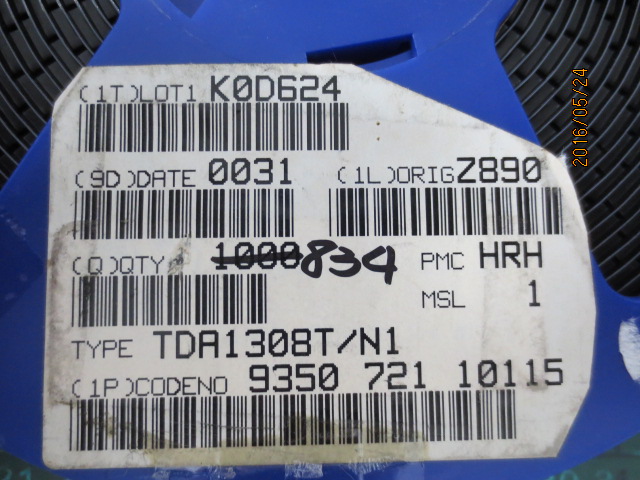 (1T)LOT1 K0D624
(9D)DATE 0031 (1L)ORIG Z890
(Q)QTY 1000 834 PMC HRH
MSL 1
TYPE TDA1308T/N1
(1P)CODENO 9350 721 10115
2016/05/24